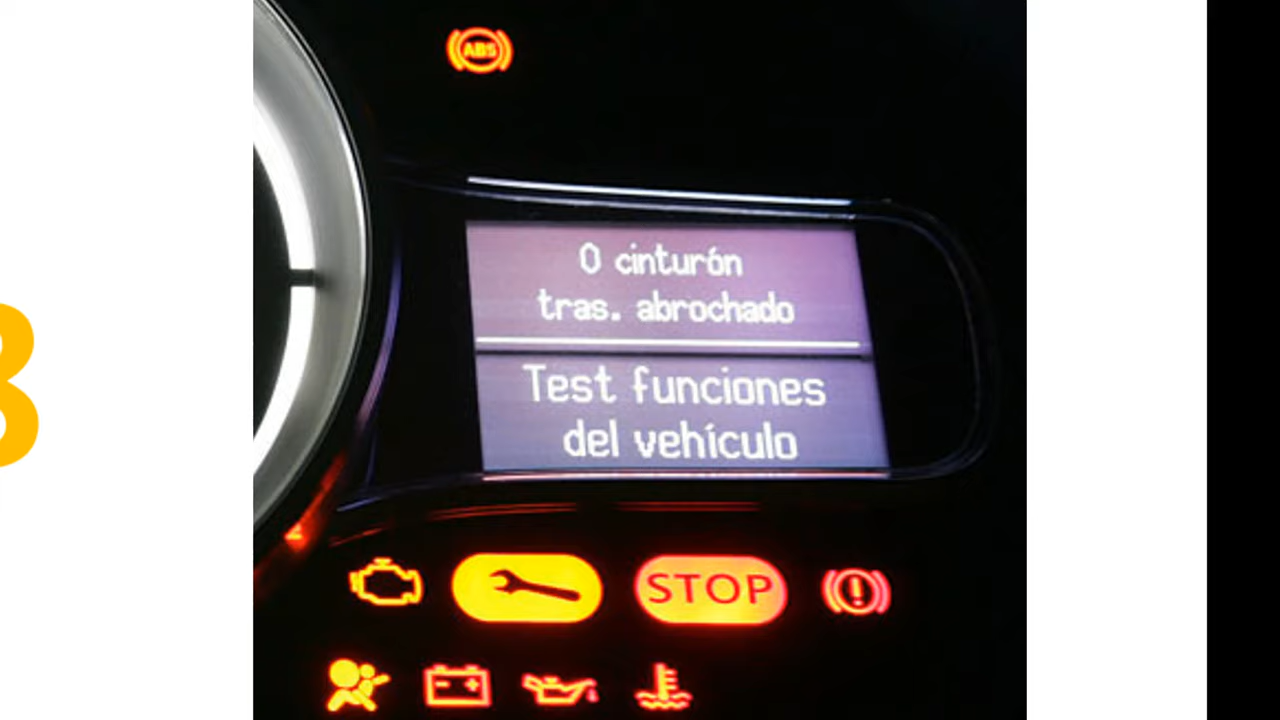 ABS
0 cinturón
tras. abrochado
Test funciones
del vehículo
STOP